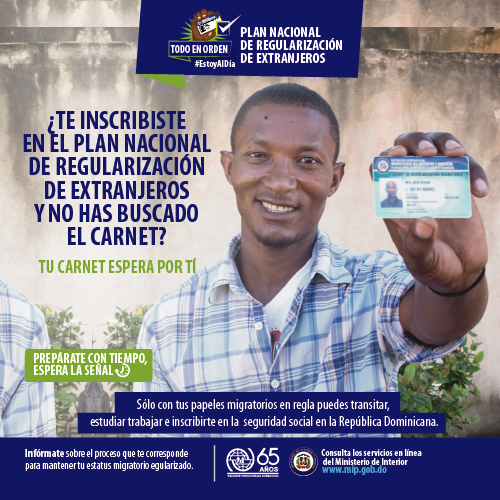 TODO EN ORDEN
#EstoyAlDía
PLAN NACIONAL
DE REGULARIZACIÓN
DE EXTRANJEROS
¿TE INSCRIBISTE
EN EL PLAN NACIONAL
DE REGULARIZACIÓN
DE EXTRANJEROS
Y NO HAS BUSCADO
EL CARNET?
TU CARNET ESPERA POR TÍ
PREPÁRATE CON TIEMPO,
ESPERA LA SEÑAL
Sólo con tus papeles migratorios en regla puedes transitar,
estudiar trabajar e inscribirte en la seguridad social en la República Dominicana.
Infórmate sobre el proceso que te corresponde
para mantener tu estatus migratorio egularizado.
OIM
65
AÑOS
Consulta los servicios en línea
del Ministerio de Interior
www.mip.gob.do